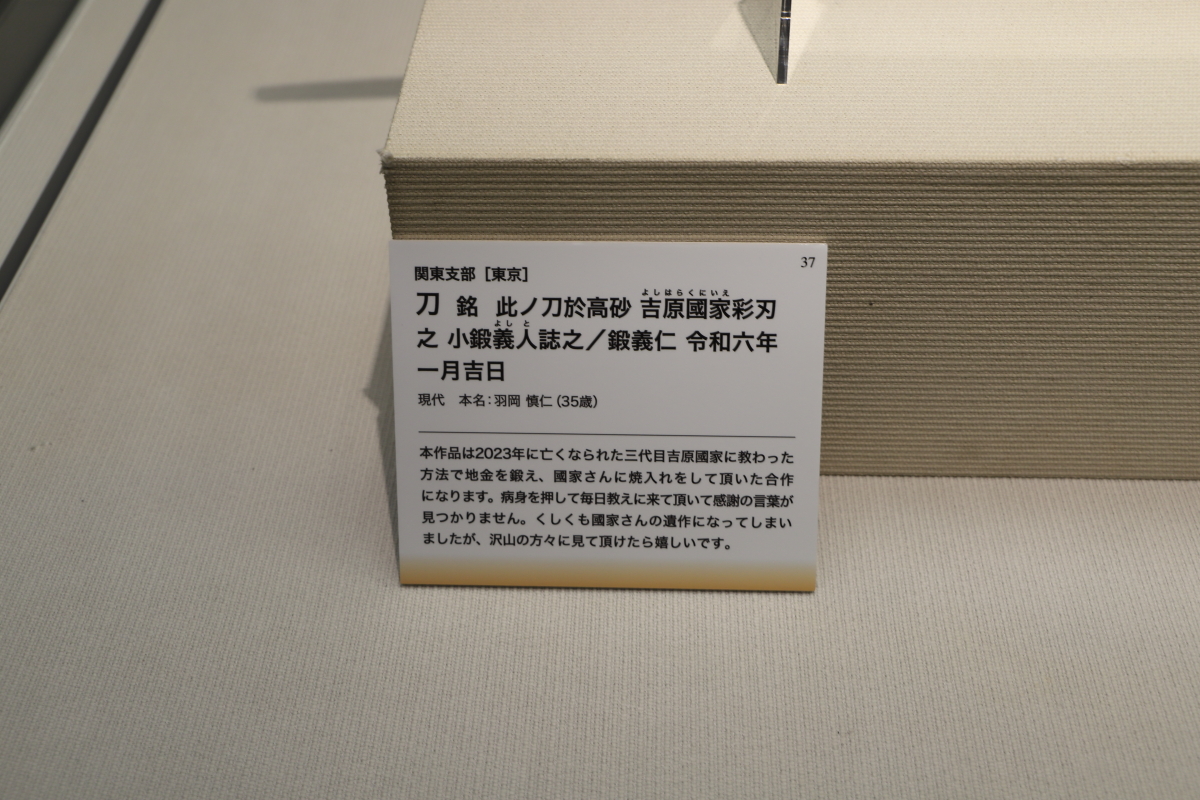 37
関東支部［東京］
刀 銘 此ノ刀於高砂 吉原國家彩刃
よしはらくにいえ
之 小鍛義人誌之／鍛義仁 令和六年
よし と
一月吉日
現代 本名：羽岡 慎仁（35歳）
本作品は2023年に亡くなられた三代目吉原國家に教わった
方法で地金を鍛え、國家さんに焼入れをして頂いた合作
になります。病身を押して毎日教えに来て頂いて感謝の言葉が
見つかりません。くしくも國家さんの遺作になってしまい
ましたが、沢山の方々に見て頂けたら嬉しいです。